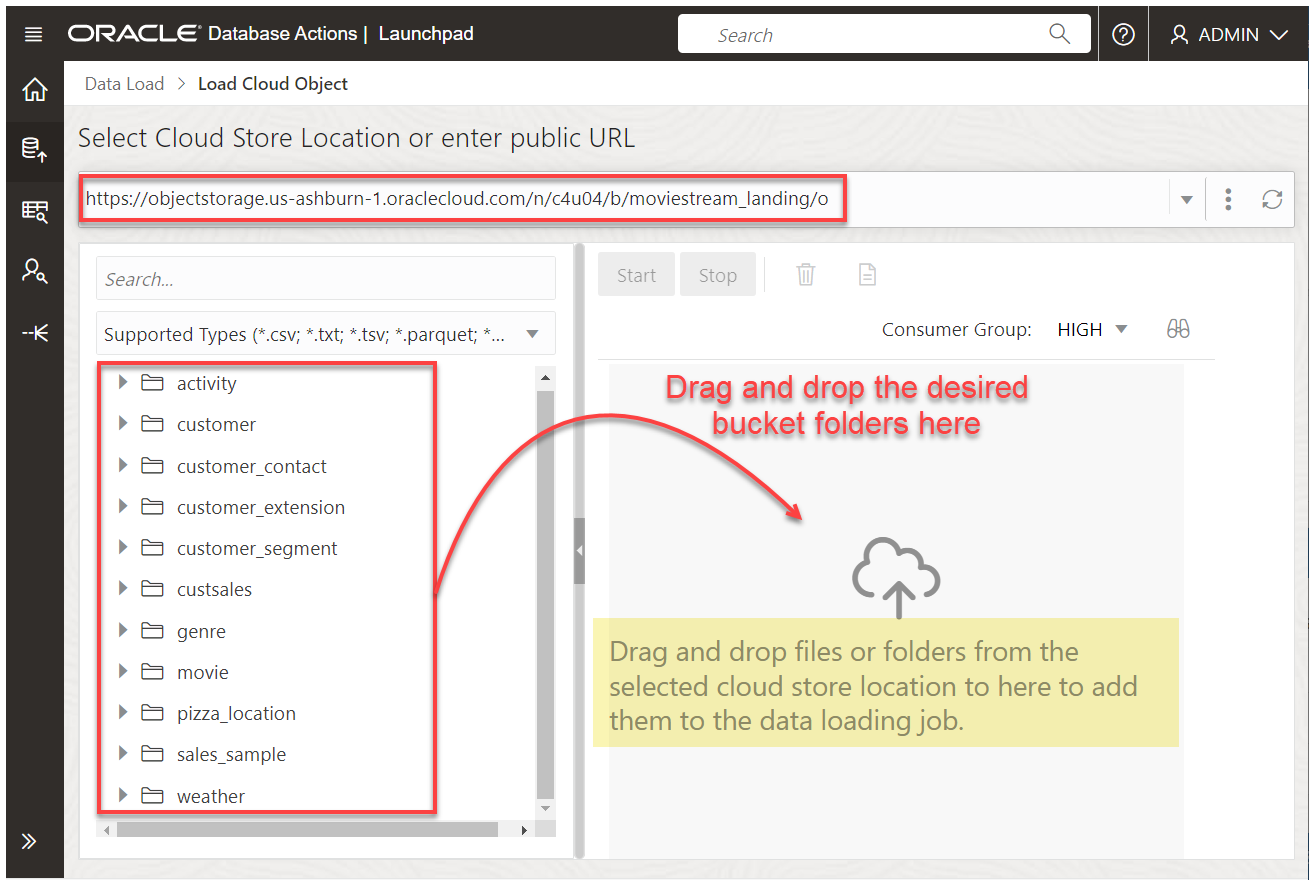 ORACLE® Database Actions | Launchpad
Search
ADMIN
Data Load > Load Cloud Object
Select Cloud Store Location or enter public URL
https://objectstorage.us-ashburn-1.oraclecloud.com/n/c4u04/b/moviestream_landing/o
Search...
Start
Stop
Supported Types (*.csv; *.txt; *.tsv; *.parquet; *...
Consumer Group: HIGH
activity
customer
customer_contact
customer_extension
customer_segment
custsales
genre
movie
pizza_location
sales_sample
weather
Drag and drop the desired
bucket folders here
Drag and drop files or folders from the
selected cloud store location to here to add
them to the data loading job.